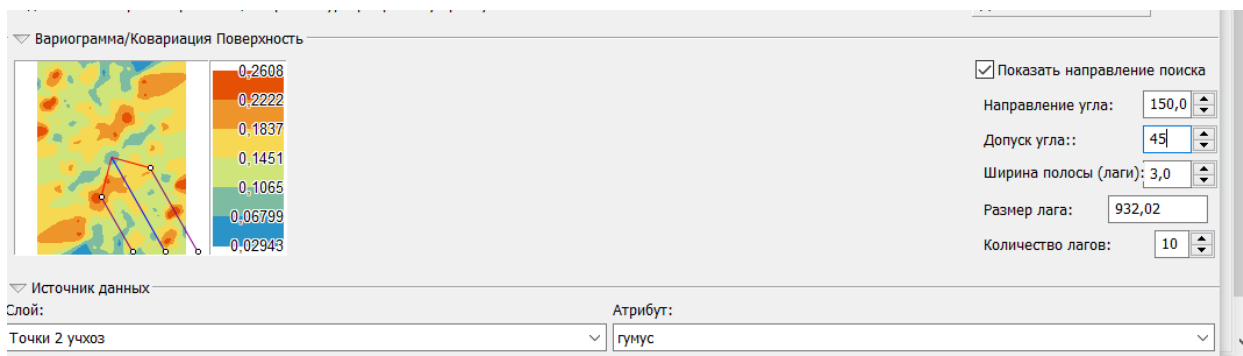 Вариограмма/Ковариация Поверхность
0,2608
0,2222
0,1837
0,1451
0,1065
0,06799
0,02943
Показать направление поиска
Направление угла: 150,0
Допуск угла:: 45
Ширина полосы (лаги): 3,0
Размер лага: 932,02
Количество лагов: 10
Источник данных
Слой: Атрибут:
Точки 2 учхоз гумус